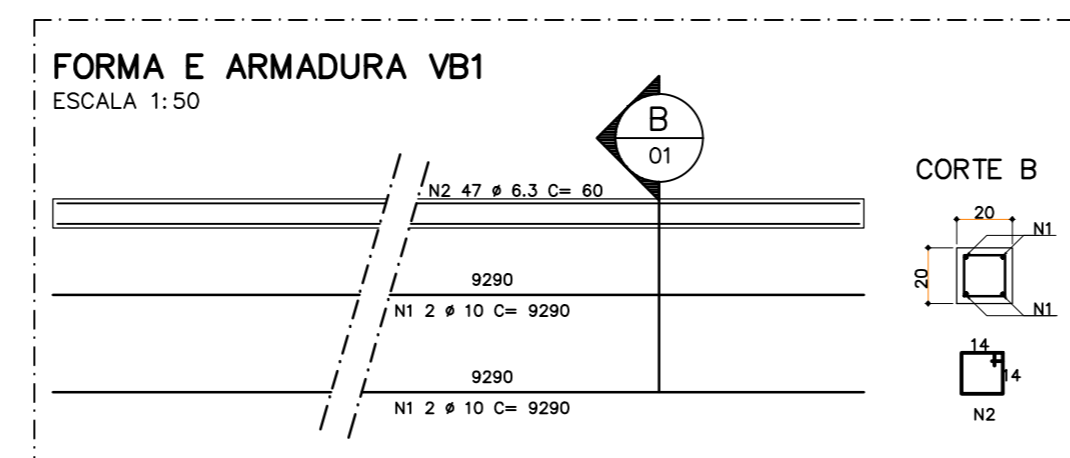 FORMA E ARMADURA VB1
ESCALA 1:50
B
01
N2 47 ø 6.3 C= 60
9290
N1 2 ø 10 C= 9290
9290
N1 2 ø 10 C= 9290
CORTE B
20
N1
20
N1
14
14
N2